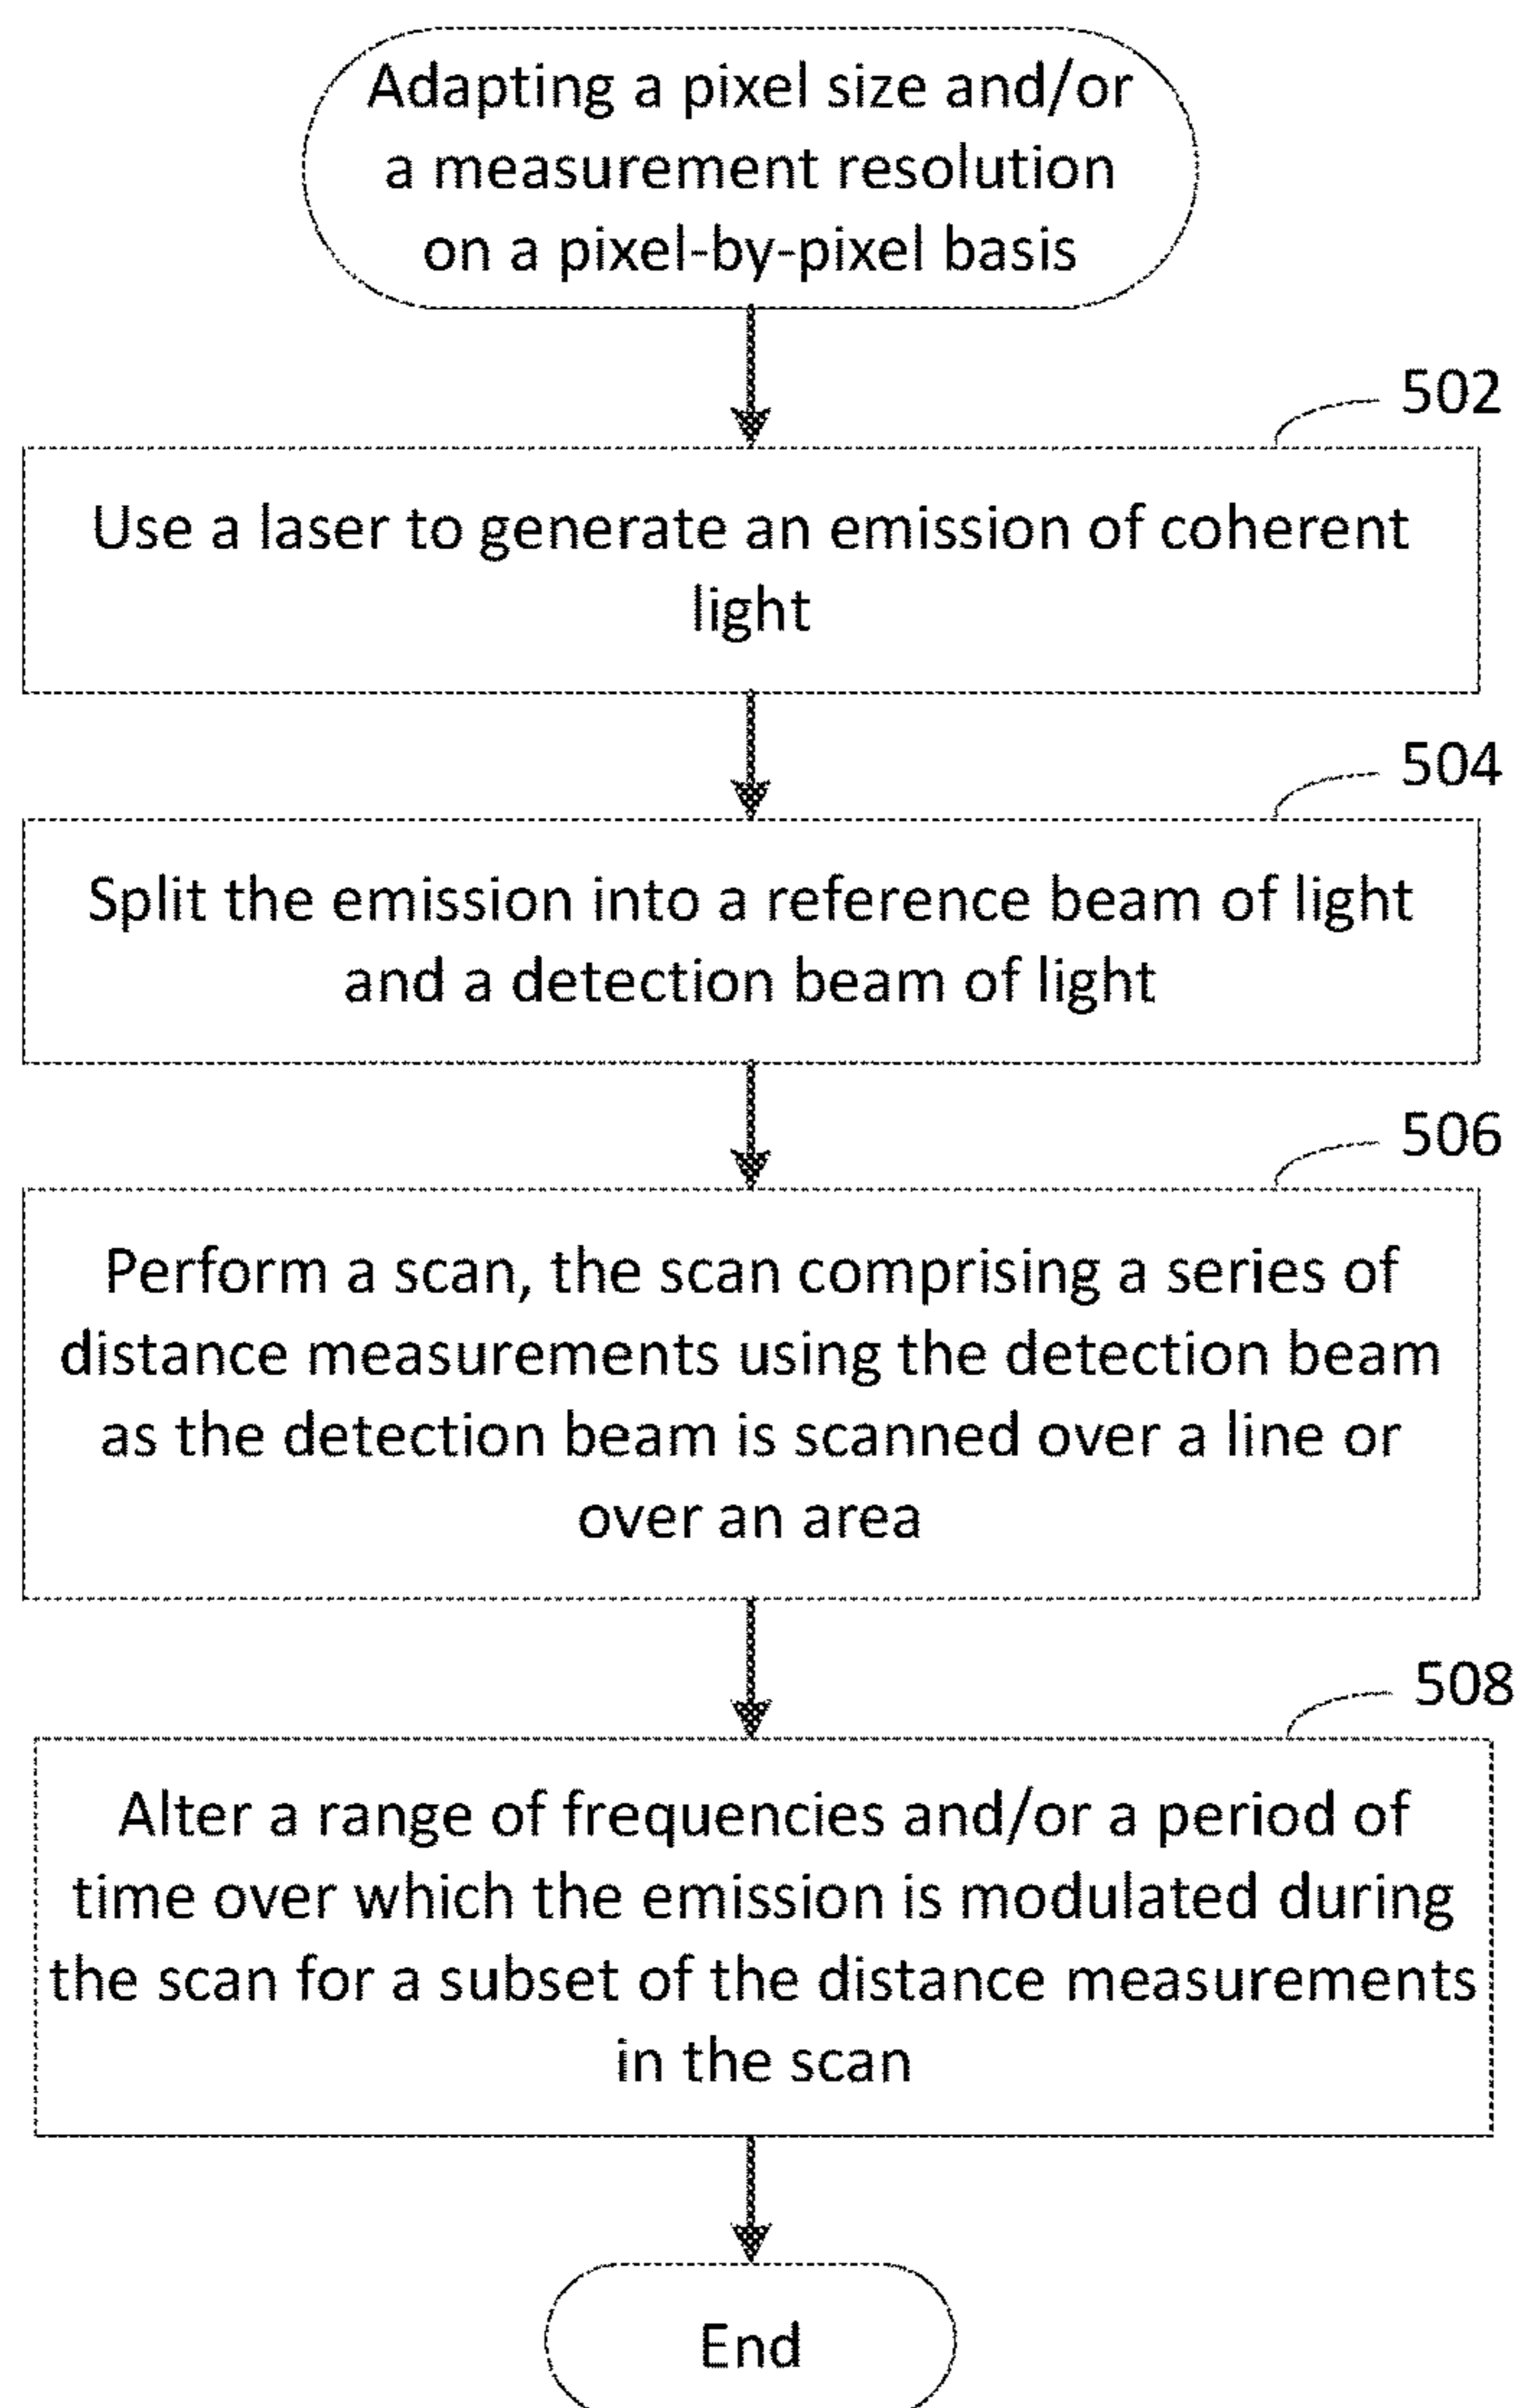 Adapting a pixel size and/or
a measurement resolution
on a pixel-by-pixel basis
502
Use a laser to generate an emission of coherent
light
504
Split the emission into a reference beam of light
and a detection beam of light
506
Perform a scan, the scan comprising a series of
distance measurements using the detection beam
as the detection beam is scanned over a line or
over an area
508
Alter a range of frequencies and/or a period of
time over which the emission is modulated during
the scan for a subset of the distance measurements
in the scan
End